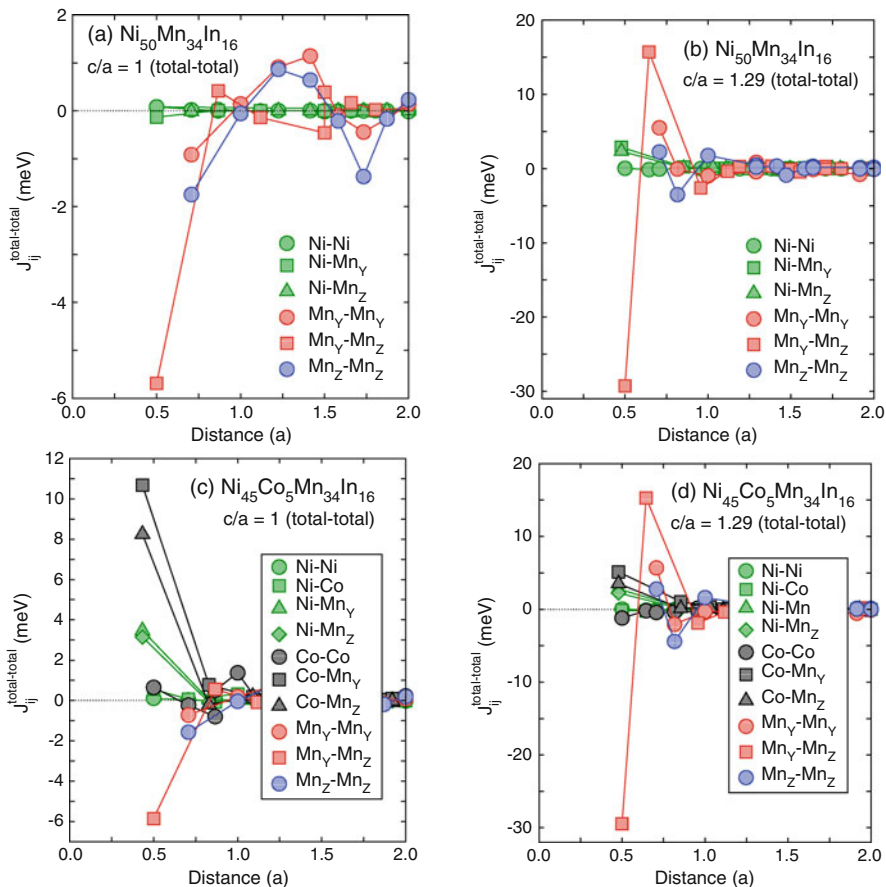 (a) Ni50Mn34In16
c/a = 1 (total-total)
2
0
-2
-4
-6
J_ij^total-total (meV)
Ni-Ni
Ni-MnY
Ni-MnZ
MnY-MnY
MnY-MnZ
MnZ-MnZ
0.0 0.5 1.0 1.5 2.0
Distance (a)
(b) Ni50Mn34In16
c/a = 1.29 (total-total)
20
10
0
-10
-20
-30
J_ij^total-total (meV)
Ni-Ni
Ni-MnY
Ni-MnZ
MnY-MnY
MnY-MnZ
MnZ-MnZ
0.0 0.5 1.0 1.5 2.0
Distance (a)
(c) Ni45Co5Mn34In16
c/a = 1 (total-total)
12
10
8
6
4
2
0
-2
-4
-6
J_ij^total-total (meV)
Ni-Ni
Ni-Co
Ni-MnY
Ni-MnZ
Co-Co
Co-MnY
Co-MnZ
MnY-MnY
MnY-MnZ
MnZ-MnZ
0.0 0.5 1.0 1.5 2.0
Distance (a)
(d) Ni45Co5Mn34In16
c/a = 1.29 (total-total)
20
10
0
-10
-20
-30
J_ij^total-total (meV)
Ni-Ni
Ni-Co
Ni-Mn
Ni-MnZ
Co-Co
Co-MnY
Co-MnZ
MnY-MnY
MnY-MnZ
MnZ-MnZ
0.0 0.5 1.0 1.5 2.0
Distance (a)